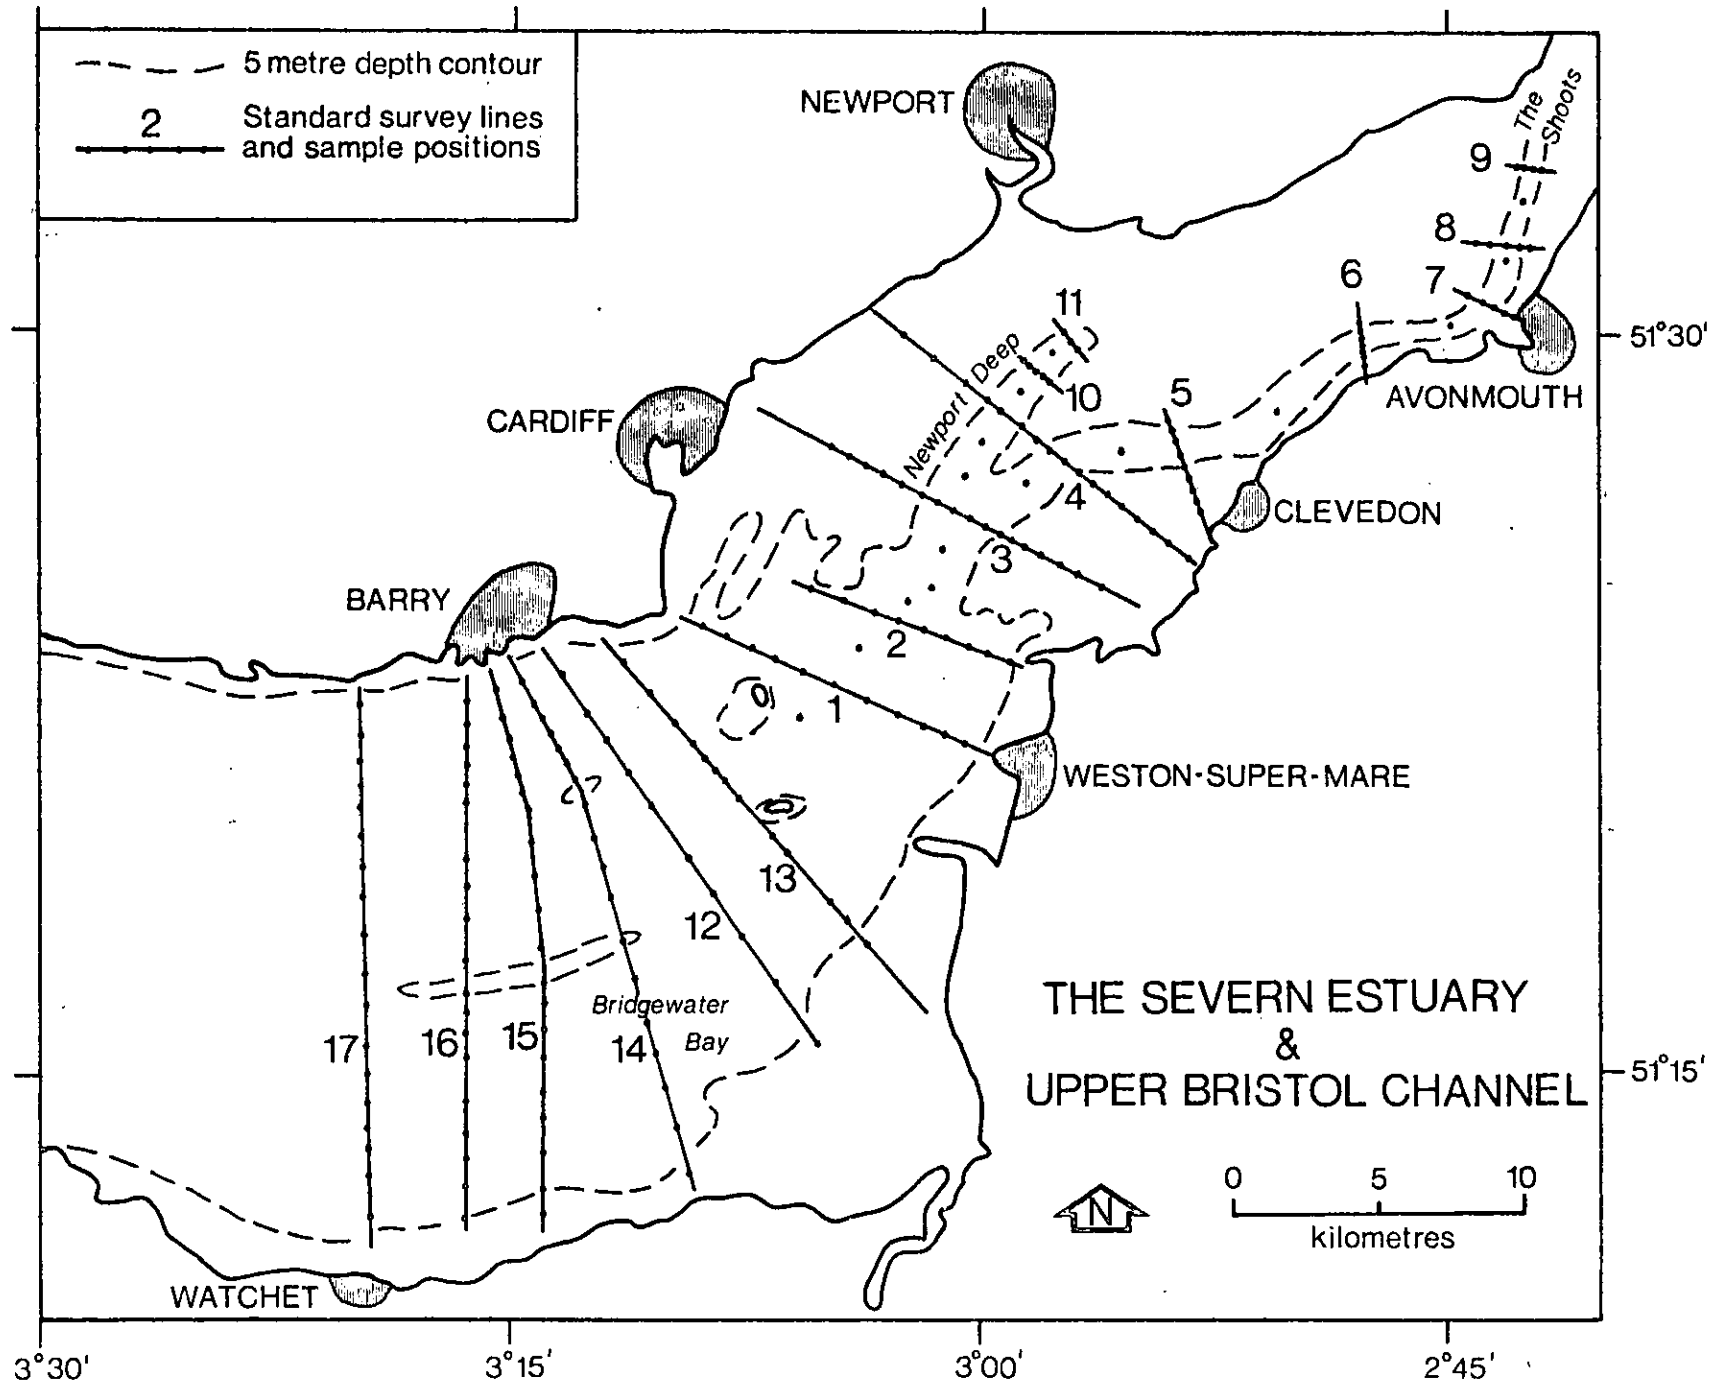 5 metre depth contour
2
Standard survey lines
and sample positions
NEWPORT
The
Shoots
9
8
6
7
11
51°30'
Newport Deep
10
5
AVONMOUTH
CARDIFF
4
CLEVEDON
3
BARRY
2
1
WESTON-SUPER-MARE
13
12
THE SEVERN ESTUARY
&
UPPER BRISTOL CHANNEL
Bridgewater
Bay
17
16
15
14
51°15'
N
0 5 10
kilometres
WATCHET
3°30' 3°15' 3°00' 2°45'